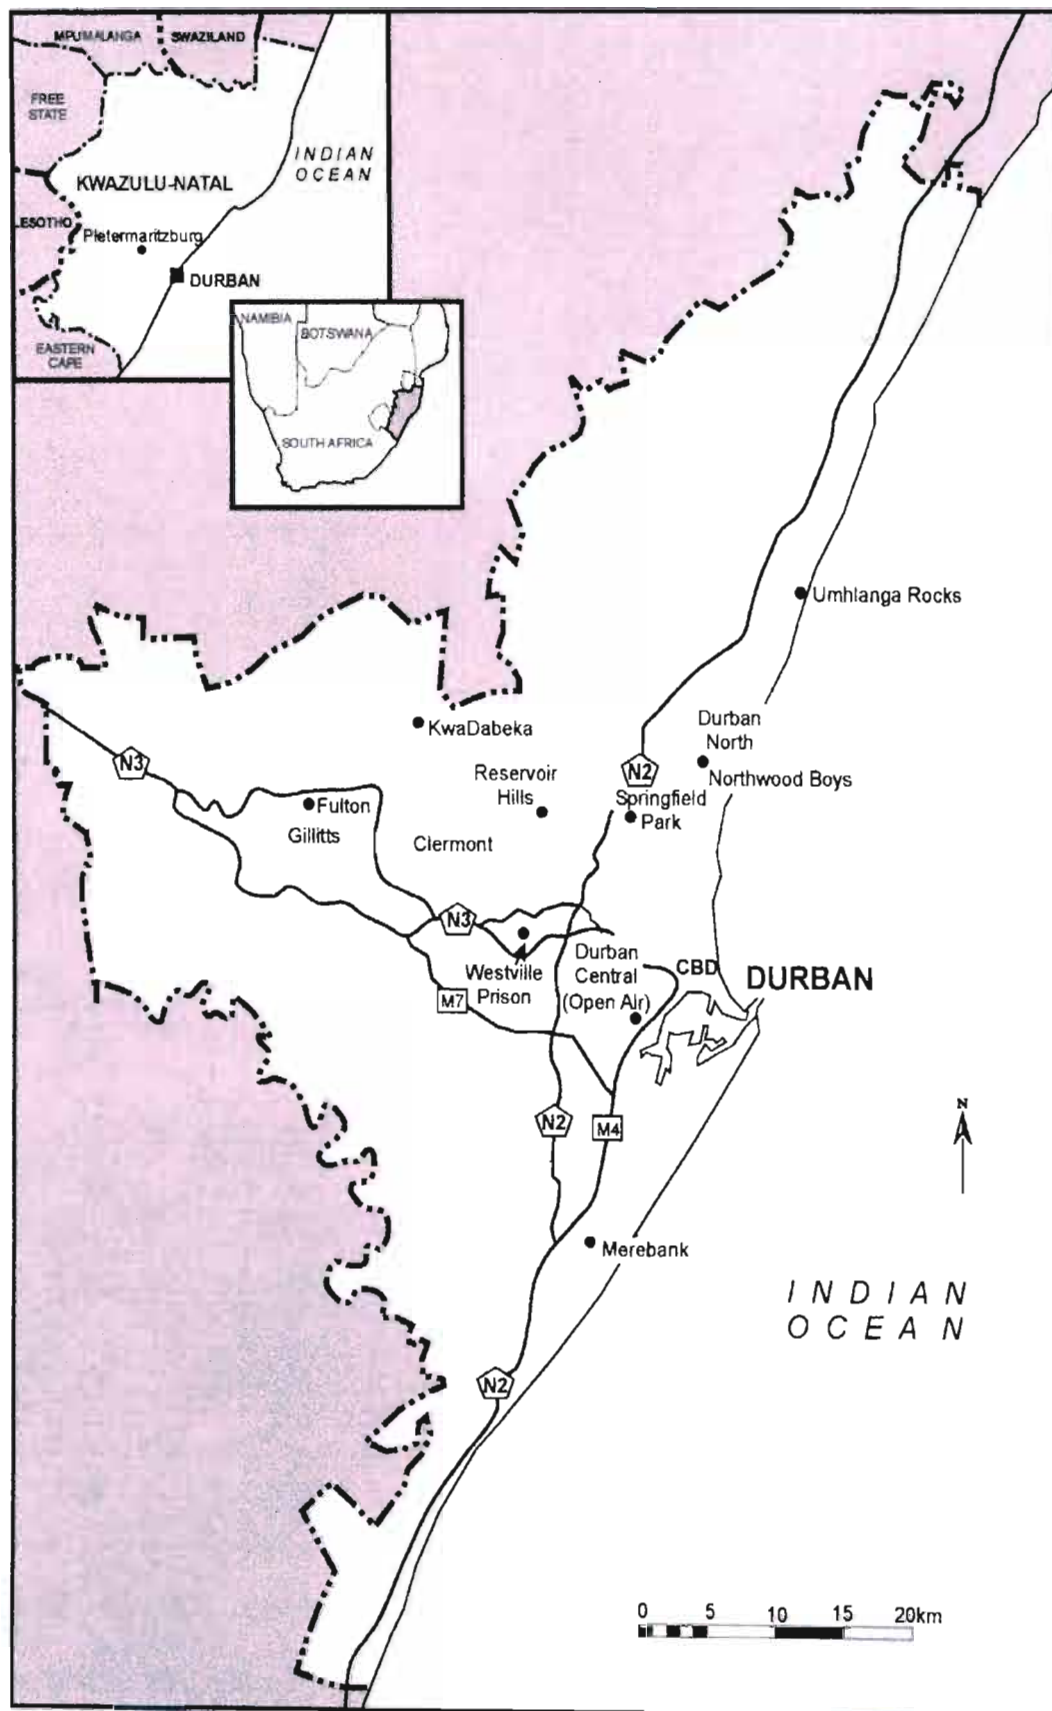 MPUMALANGA
SWAZILAND
FREE
STATE
INDIAN
OCEAN
KWAZULU-NATAL
LESOTHO
Pietermaritzburg
DURBAN
EASTERN
CAPE
NAMIBIA
BOTSWANA
SOUTH AFRICA
Umhlanga Rocks
KwaDabeka
Durban
North
N3
Reservoir
Hills
N2
Northwood Boys
Springfield
Park
Fulton
Gillitts
Clermont
N3
Westville
Prison
Durban
Central
(Open Air)
CBD
DURBAN
M7
N2
M4
N
Merebank
INDIAN
OCEAN
N2
0 5 10 15 20km